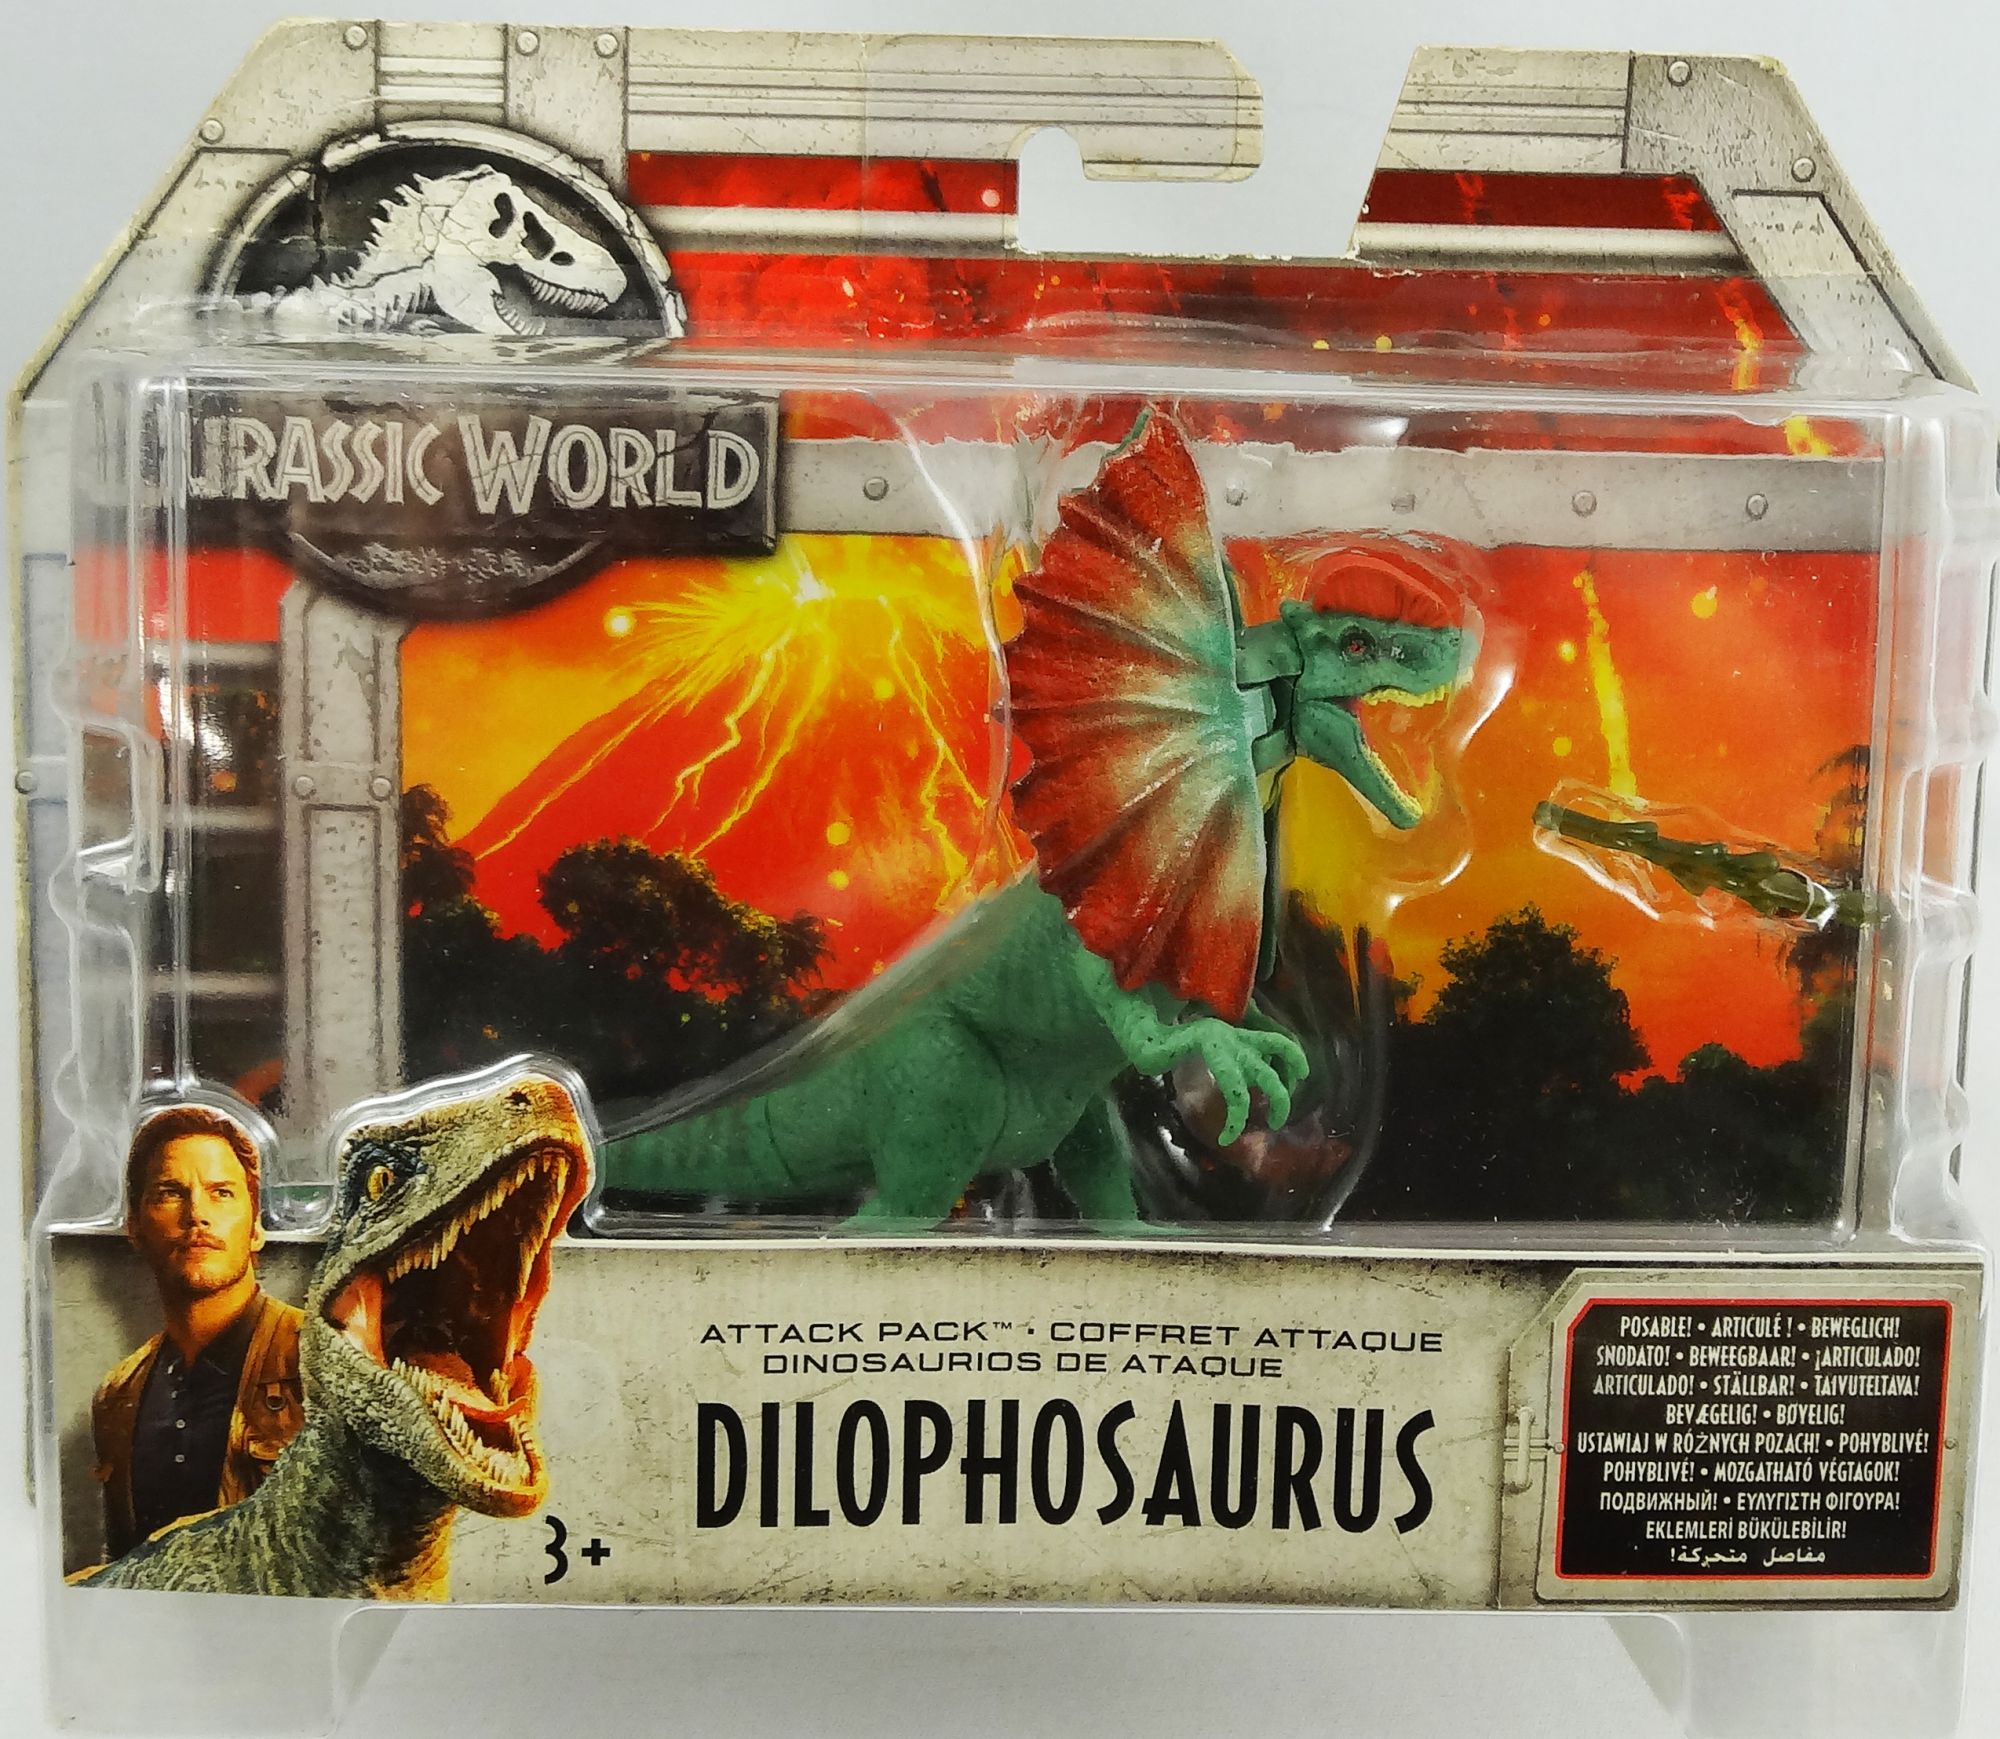 JURASSIC WORLD
ATTACK PACK™ · COFFRET ATTAQUE
DINOSAURIOS DE ATAQUE
DILOPHOSAURUS
3+
POSABLE! • ARTICULÉ ! • BEWEGLICH!
SNODATO! • BEWEEGBAAR! • ¡ARTICULADO!
ARTICULADO! • STÄLLBAR! • TAIVUTELTAVA!
BEVÆGELIG! • BØYELIG!
USTAWIAJ W RÓŻNYCH POZACH! • POHYBLIVÉ!
POHYBLIVÉ! • MOZGATHATÓ VÉGTAGOK!
ПОДВИЖНЫЙ! • ΕΥΛΥΓΙΣΤΗ ΦΙΓΟΥΡΑ!
EKLEMLERİ BÜKÜLEBİLİR!
مفاصل متحركة!